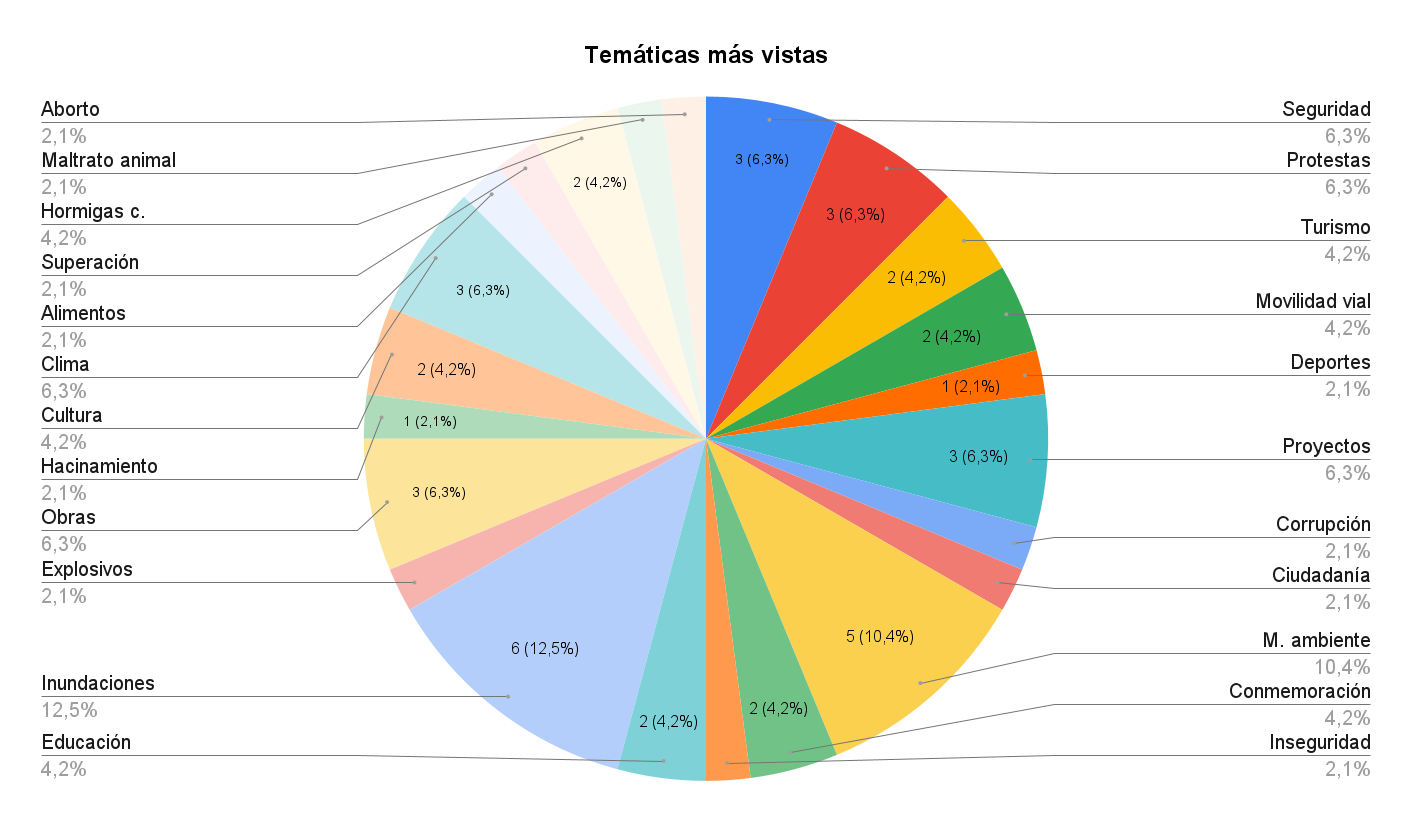 Temáticas más vistas
Aborto
2,1%
Maltrato animal
2,1%
Hormigas c.
4,2%
Superación
2,1%
Alimentos
2,1%
Clima
6,3%
Cultura
4,2%
Hacinamiento
2,1%
Obras
6,3%
Explosivos
2,1%
Inundaciones
12,5%
Educación
4,2%
3 (6,3%)
3 (6,3%)
2 (4,2%)
2 (4,2%)
1 (2,1%)
3 (6,3%)
5 (10,4%)
2 (4,2%)
2 (4,2%)
6 (12,5%)
3 (6,3%)
1 (2,1%)
2 (4,2%)
3 (6,3%)
2 (4,2%)
Seguridad
6,3%
Protestas
6,3%
Turismo
4,2%
Movilidad vial
4,2%
Deportes
2,1%
Proyectos
6,3%
Corrupción
2,1%
Ciudadanía
2,1%
M. ambiente
10,4%
Conmemoración
4,2%
Inseguridad
2,1%